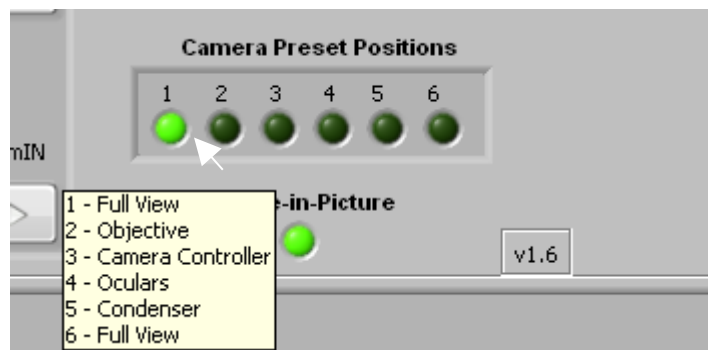 Camera Preset Positions
1 2 3 4 5 6
mIN
-in-Picture
v1.6
1 - Full View
2 - Objective
3 - Camera Controller
4 - Oculars
5 - Condenser
6 - Full View